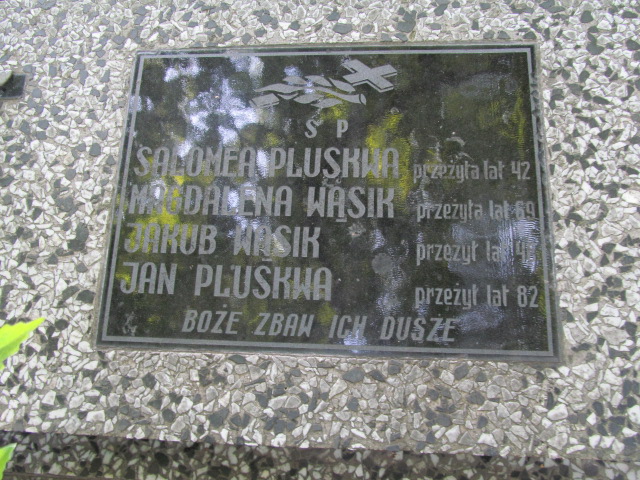 Ś P
SALOMEA PLUSKWA przeżyła lat 42
MAGDALENA WĄSIK przeżyła lat 69
JAKUB WĄSIK przeżył lat
JAN PLUSKWA przeżył lat 82
BOŻE ZBAW ICH DUSZE